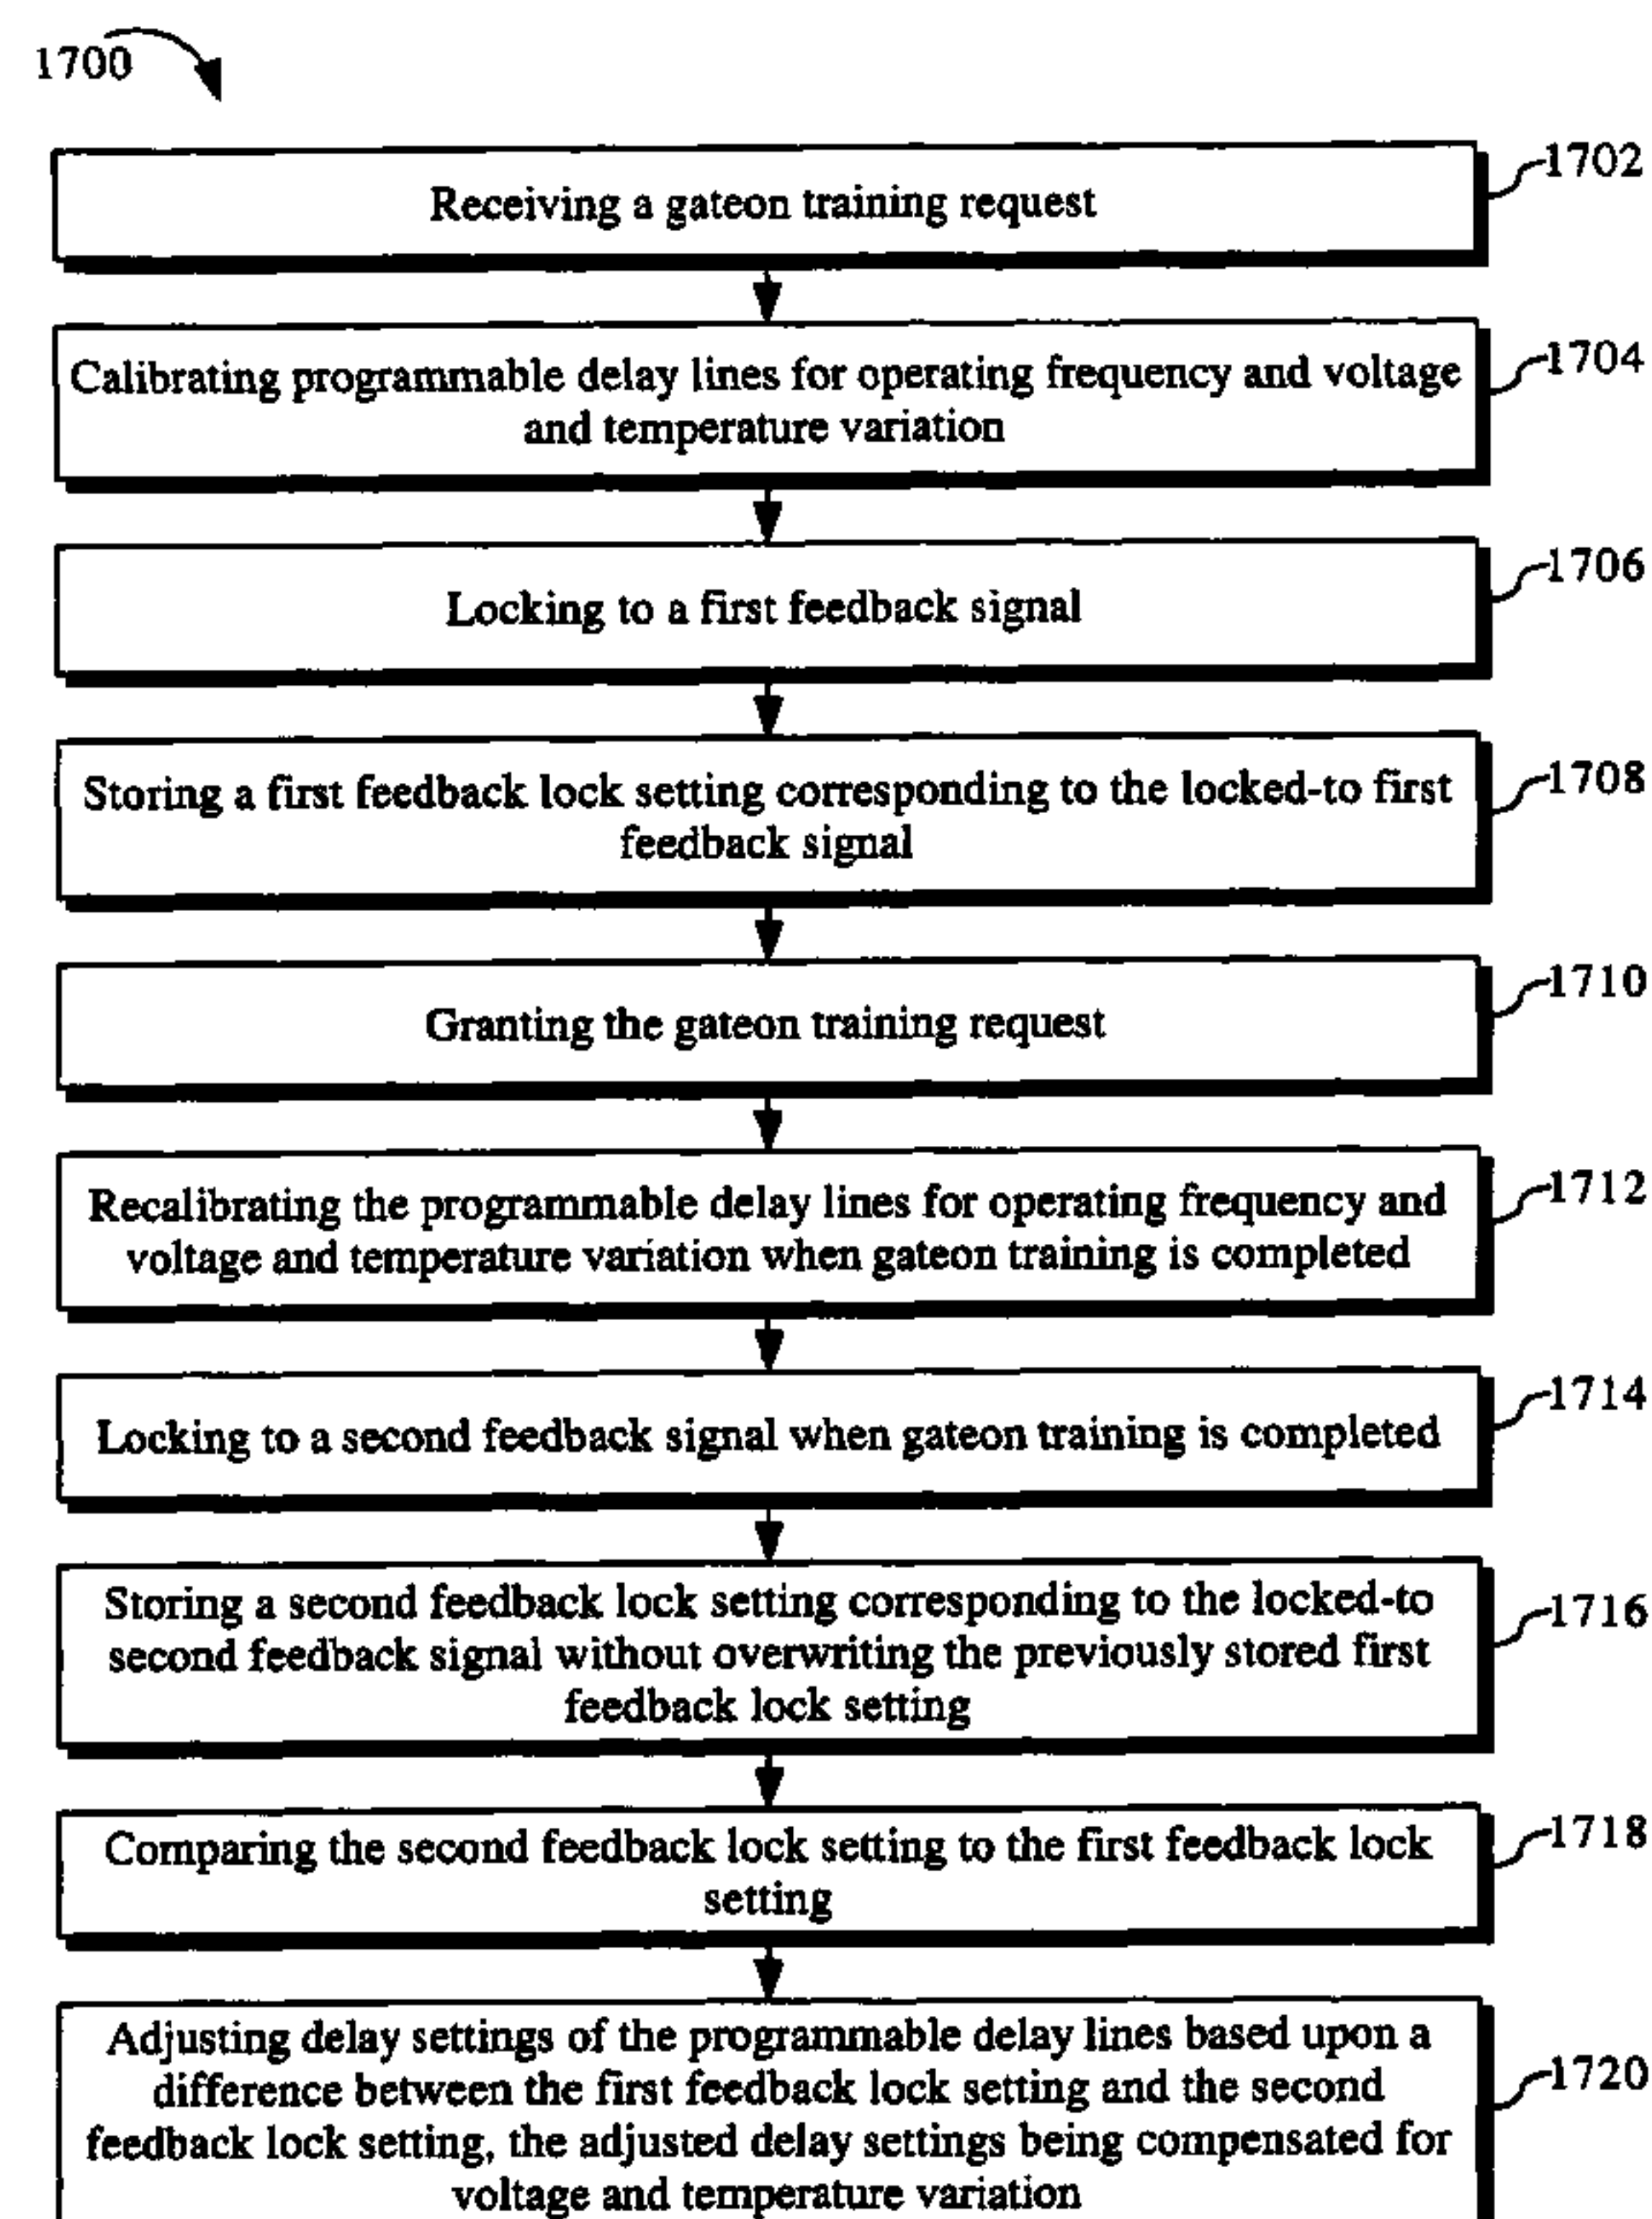 1700
Receiving a gateon training request
1702
Calibrating programmable delay lines for operating frequency and voltage
and temperature variation
1704
Locking to a first feedback signal
1706
Storing a first feedback lock setting corresponding to the locked-to first
feedback signal
1708
Granting the gateon training request
1710
Recalibrating the programmable delay lines for operating frequency and
voltage and temperature variation when gateon training is completed
1712
Locking to a second feedback signal when gateon training is completed
1714
Storing a second feedback lock setting corresponding to the locked-to
second feedback signal without overwriting the previously stored first
feedback lock setting
1716
Comparing the second feedback lock setting to the first feedback lock
setting
1718
Adjusting delay settings of the programmable delay lines based upon a
difference between the first feedback lock setting and the second
feedback lock setting, the adjusted delay settings being compensated for
voltage and temperature variation
1720